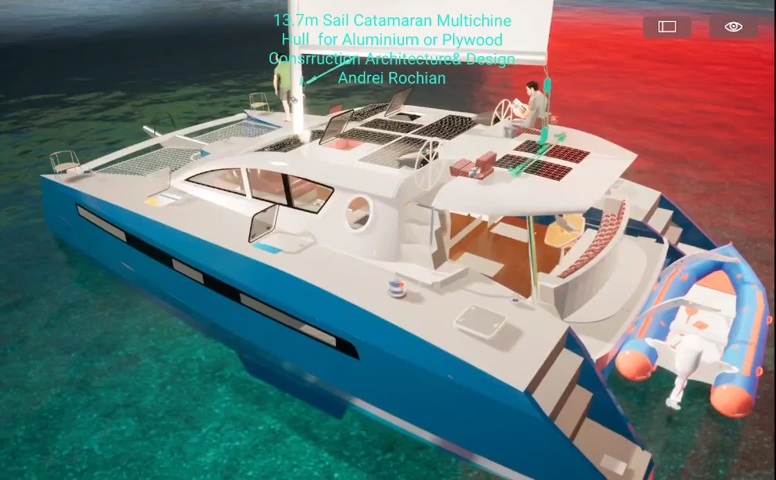 13.7m Sail Catamaran Multichine
Hull for Aluminium or Plywood
Consrruction Architecture& Design
Andrei Rochian